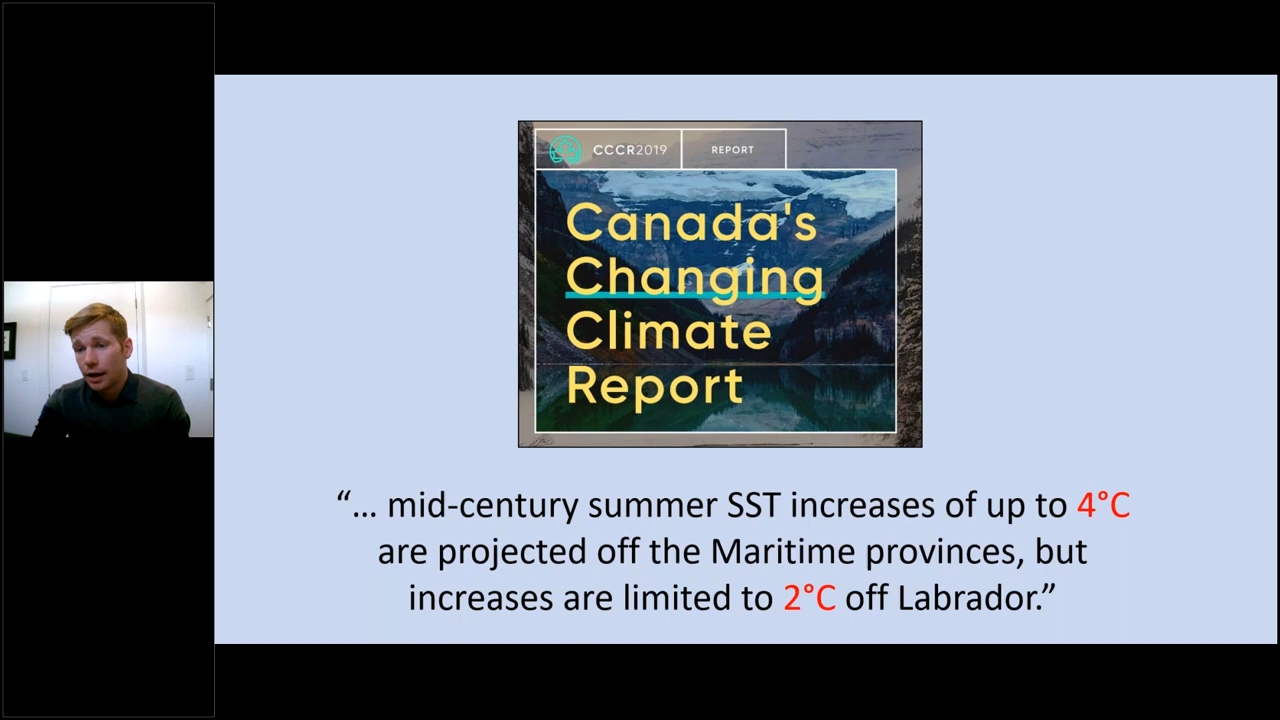 CCCR2019
REPORT
Canada's
Changing
Climate
Report
“... mid-century summer SST increases of up to 4°C
are projected off the Maritime provinces, but
increases are limited to 2°C off Labrador.”